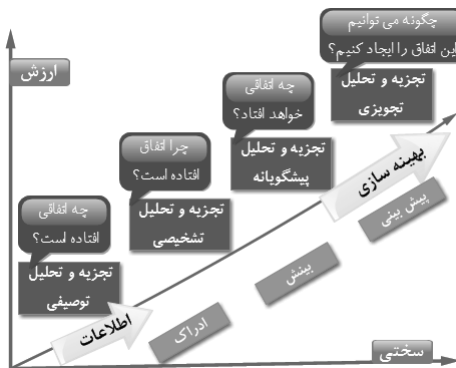 چگونه می توانیم
این اتفاق را ایجاد کنیم؟
تجزیه و تحلیل
تجویزی
ارزش
چه اتفاقی
خواهد افتاد؟
تجزیه و تحلیل
پیشگویانه
چرا اتفاق
افتاده است؟
تجزیه و تحلیل
تشخیصی
چه اتفاقی
افتاده است؟
تجزیه و تحلیل
توصیفی
بهینه سازی
پیش بینی
بینش
ادراک
اطلاعات
سختی